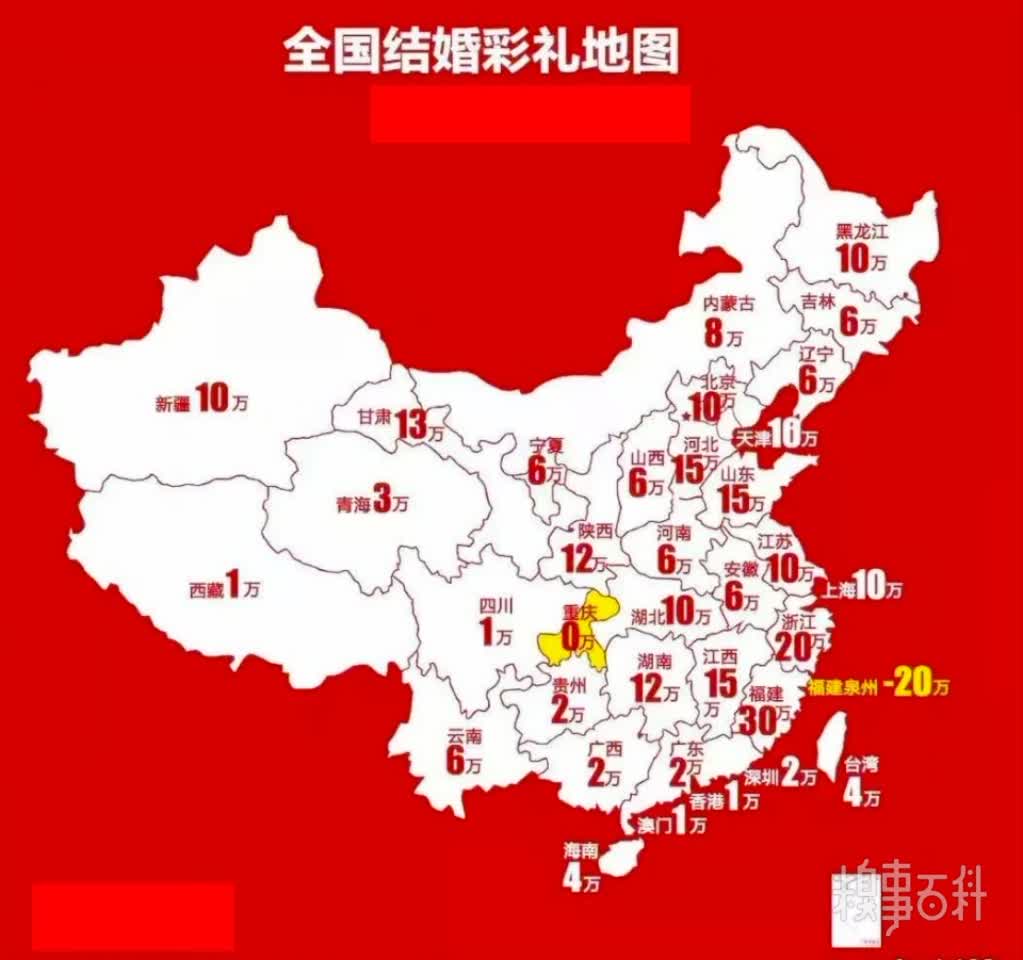 全国结婚彩礼地图
黑龙江
10万
内蒙古
8万
吉林
6万
辽宁
6万
北京
10万
新疆10万
甘肃
13万
天津10万
宁夏
6万
山西
6万
河北
15万
山东
15万
青海3万
陕西
12万
河南
6万
江苏
10万
安徽
6万
西藏1万
上海10万
四川
1万
重庆
0万
湖北10万
浙江
20万
湖南
12万
江西
15万
福建泉州-20万
贵州
2万
福建
30万
云南
6万
广西
2万
广东
2万
深圳2万
台湾
4万
香港1万
澳门1万
海南
4万
糗事百科